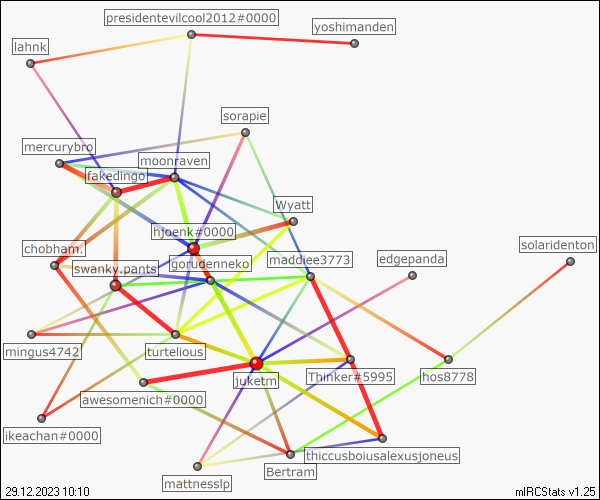 presidentevilcool2012#0000
yoshimanden
lahnk
sorapie
mercurybro
moonraven
fakedingo
Wyatt
hjoenk#0000
chobham.
solaridenton
edgepanda
maddiee3773
gorudenneko
swanky.pants
mingus4742
turtelious
juketm
Thinker#5995
hos8778
awesomenich#0000
ikeachan#0000
thiccusboiusalexusjoneus
Bertram
mattnesslp
29.12.2023 10:10
mIRCStats v1.25